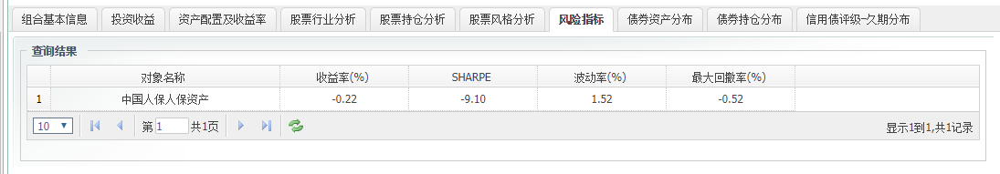 组合基本信息 投资收益 资产配置及收益率 股票行业分析 股票持仓分析 股票风格分析 风险指标 债券资产分布 债券持仓分布 信用债评级-久期分布
查询结果
对象名称 收益率(%) SHARPE 波动率(%) 最大回撤率(%)
1 中国人保人保资产 -0.22 -9.10 1.52 -0.52
10 第 1 共1页 显示1到1,共1记录